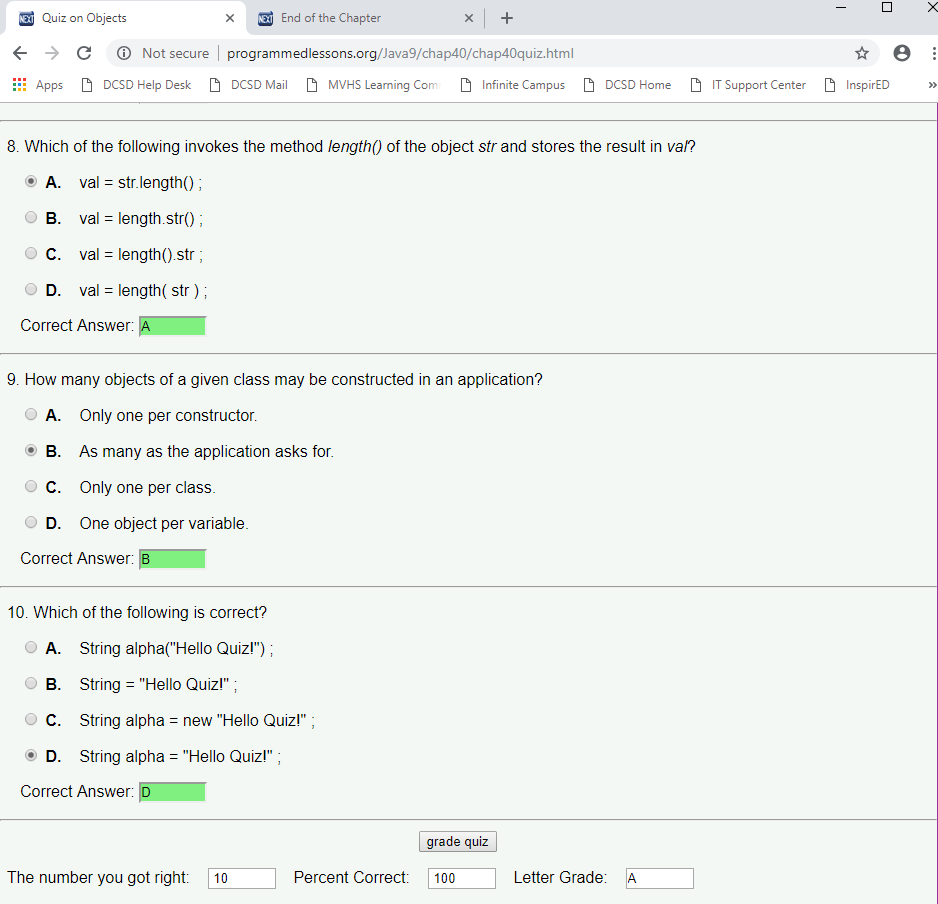 Quiz on Objects
End of the Chapter
Not secure
programmedlessons.org/Java9/chap40/chap40quiz.html
Apps
DCSD Help Desk
DCSD Mail
MVHS Learning Com
Infinite Campus
DCSD Home
IT Support Center
InspirED
8. Which of the following invokes the method length() of the object str and stores the result in val?
A. val = str.length() ;
B. val = length.str() ;
C. val = length().str ;
D. val = length( str ) ;
Correct Answer: A
9. How many objects of a given class may be constructed in an application?
A. Only one per constructor.
B. As many as the application asks for.
C. Only one per class.
D. One object per variable.
Correct Answer: B
10. Which of the following is correct?
A. String alpha("Hello Quiz!") ;
B. String = "Hello Quiz!" ;
C. String alpha = new "Hello Quiz!" ;
D. String alpha = "Hello Quiz!" ;
Correct Answer: D
grade quiz
The number you got right: 10 Percent Correct: 100 Letter Grade: A